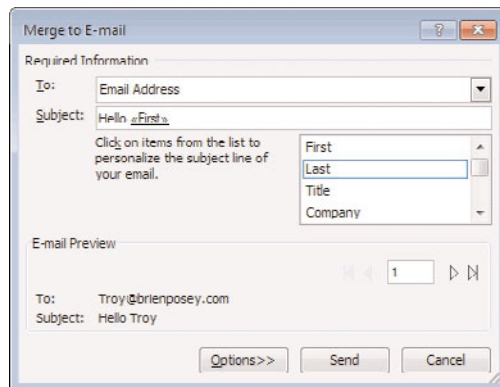 Merge to E-mail
Required Information
To: Email Address
Subject: Hello «First»
Click on items from the list to
personalize the subject line of
your email.
First
Last
Title
Company
E-mail Preview
1
To: Troy@brienposey.com
Subject: Hello Troy
Options>> Send Cancel